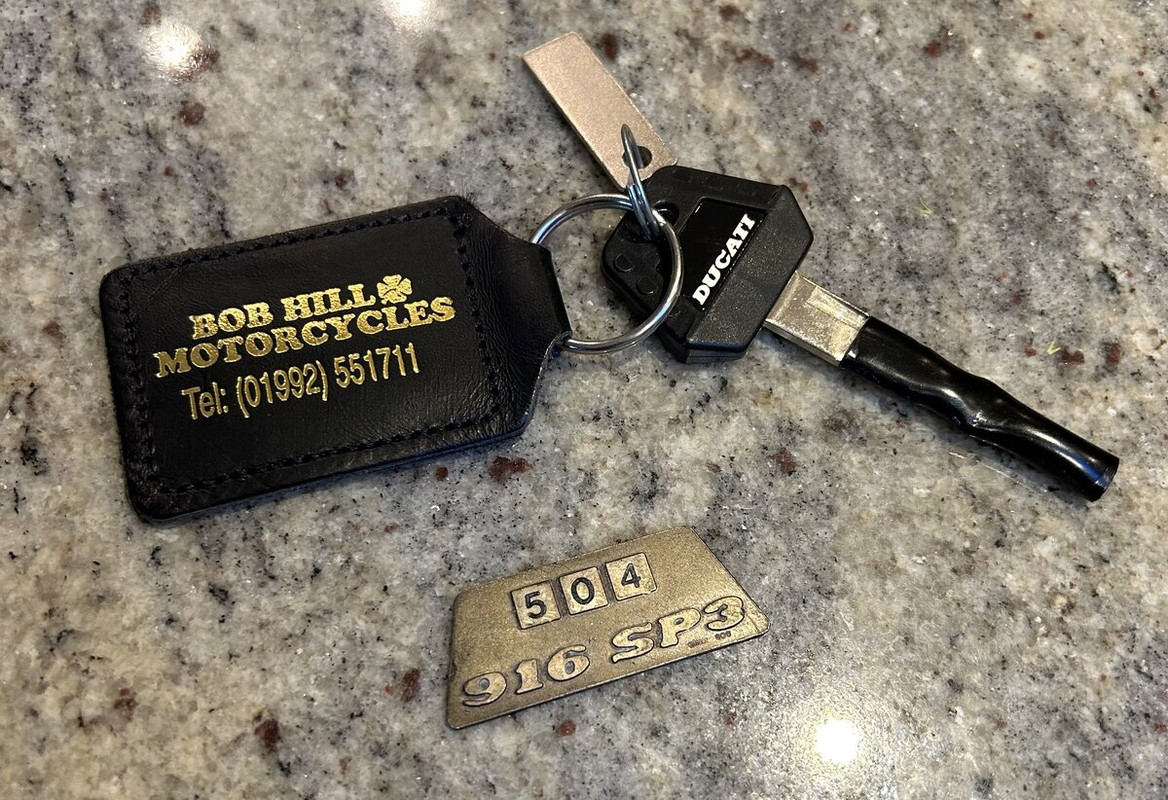 BOB HILL
MOTORCYCLES
Tel: (01992) 551711
DUCATI
504
916 SP3